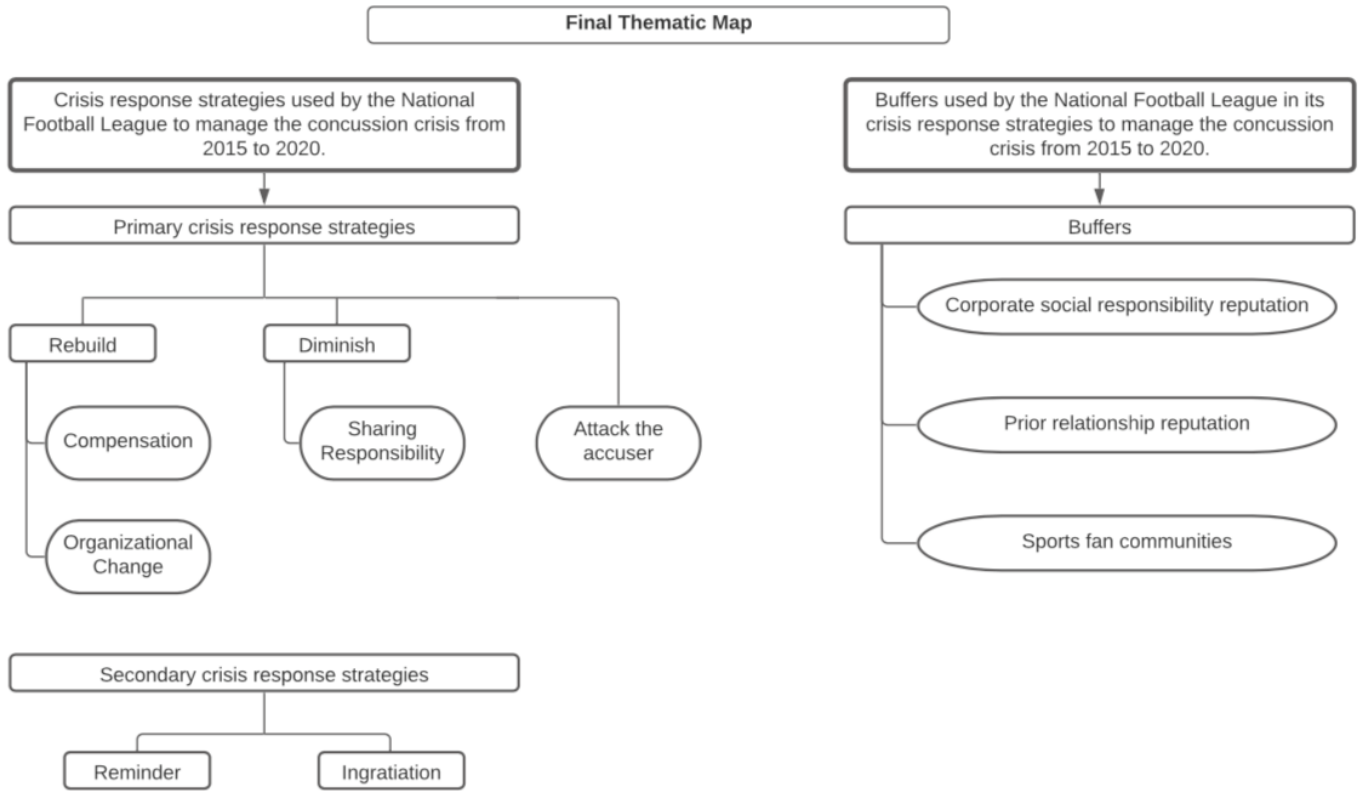 Final Thematic Map
Crisis response strategies used by the National
Football League to manage the concussion crisis from
2015 to 2020.
Primary crisis response strategies
Rebuild
Diminish
Compensation
Sharing
Responsibility
Attack the
accuser
Organizational
Change
Secondary crisis response strategies
Reminder
Ingratiation
Buffers used by the National Football League in its
crisis response strategies to manage the concussion
crisis from 2015 to 2020.
Buffers
Corporate social responsibility reputation
Prior relationship reputation
Sports fan communities